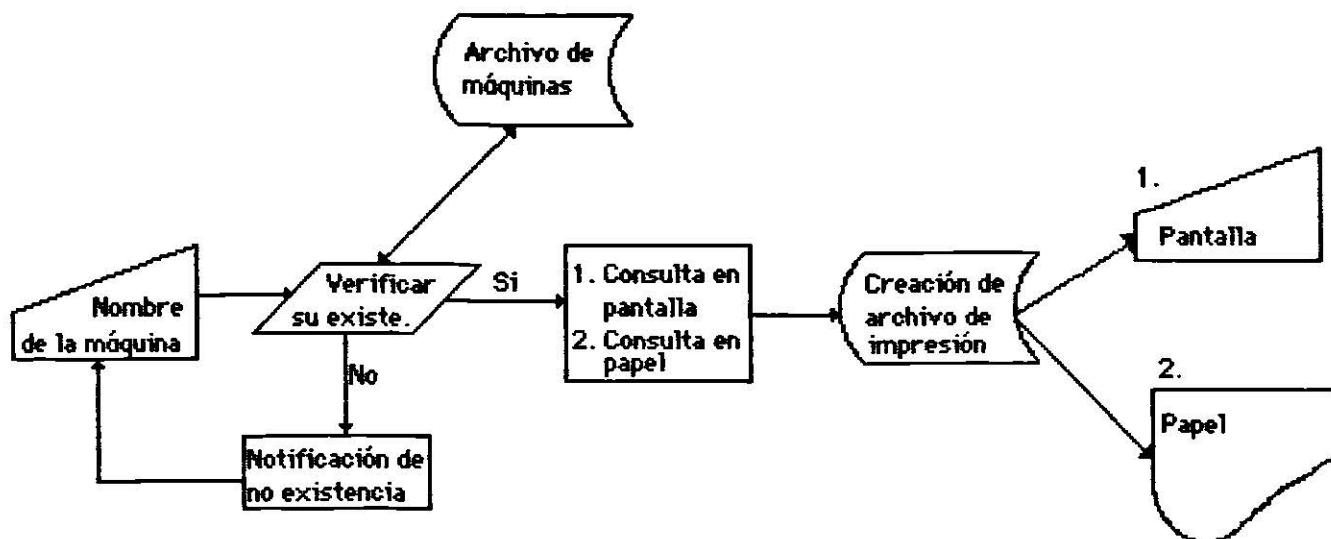 Archivo de
máquinas
Nombre
de la máquina
Verificar
su existe.
Si
No
Notificación de
no existencia
1. Consulta en
pantalla
2. Consulta en
papel
Creación de
archivo de
impresión
1.
Pantalla
2.
Papel